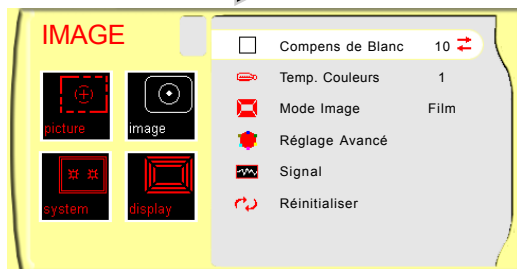 IMAGE
picture
image
system
display
Compens de Blanc 10
Temp. Couleurs 1
Mode Image Film
Réglage Avancé
Signal
Réinitialiser